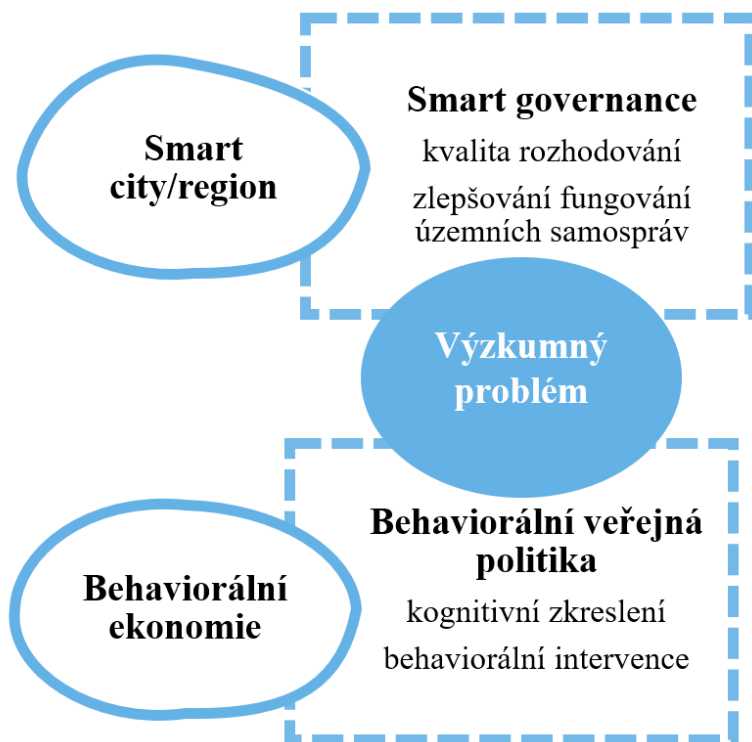 Smart
city/region
Smart governance
kvalita rozhodování
zlepšování fungování
územních samospráv
Výzkumný
problém
Behaviorální
ekonomie
Behaviorální veřejná
politika
kognitivní zkreslení
behaviorální intervence